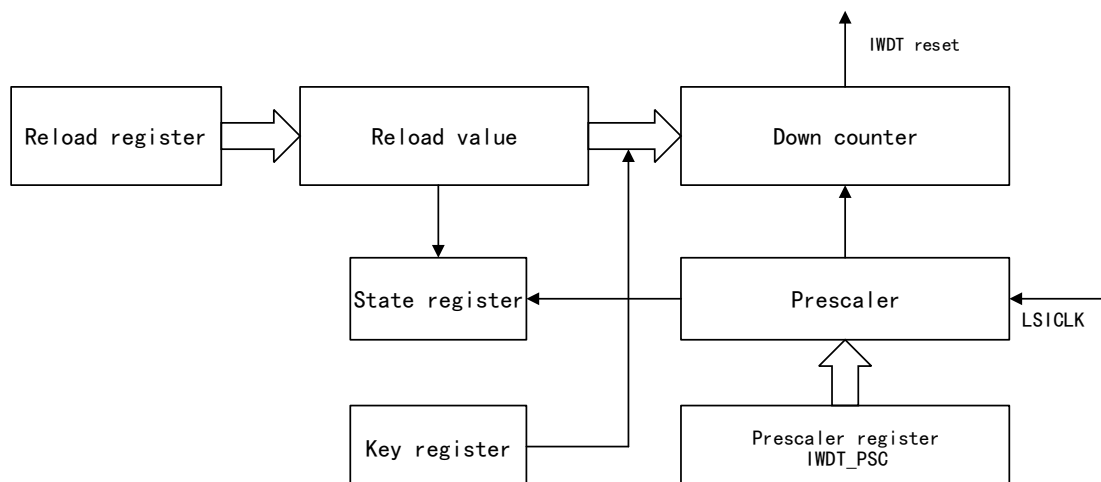 IWDT reset
Reload register
Reload value
Down counter
State register
Prescaler
LSICLK
Key register
Prescaler register
IWDT_PSC